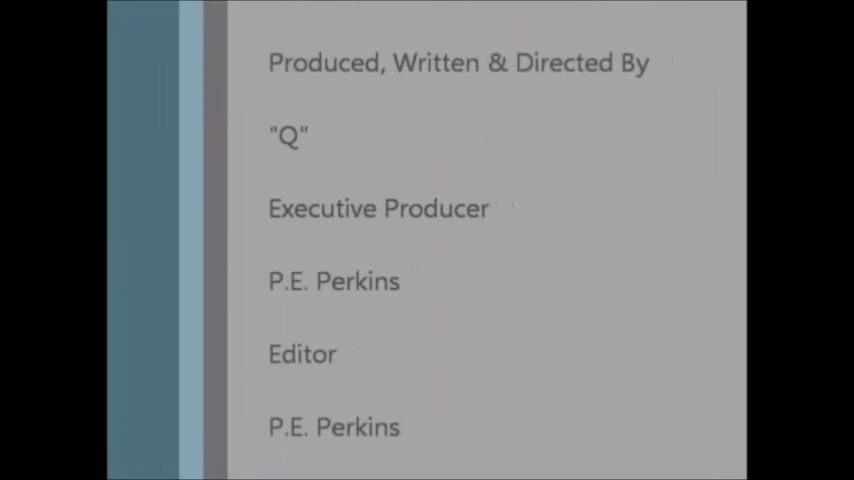 Produced, Written & Directed By
"Q"
Executive Producer
P.E. Perkins
Editor
P.E. Perkins